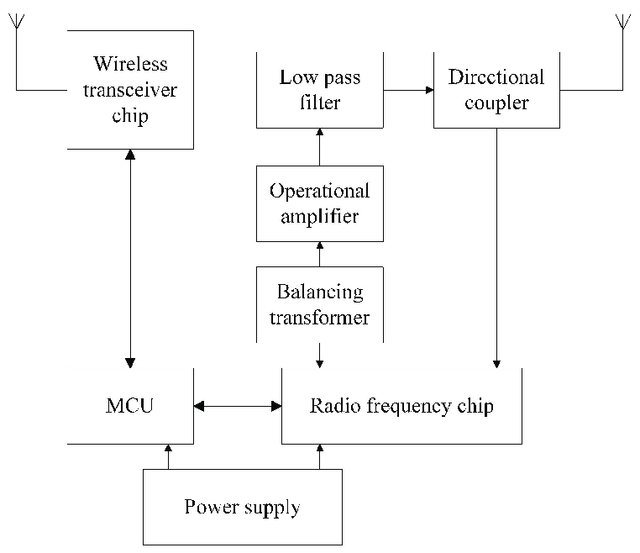 Wireless
transceiver
chip
Low pass
filter
Directional
coupler
Operational
amplifier
Balancing
transformer
MCU
Radio frequency chip
Power supply